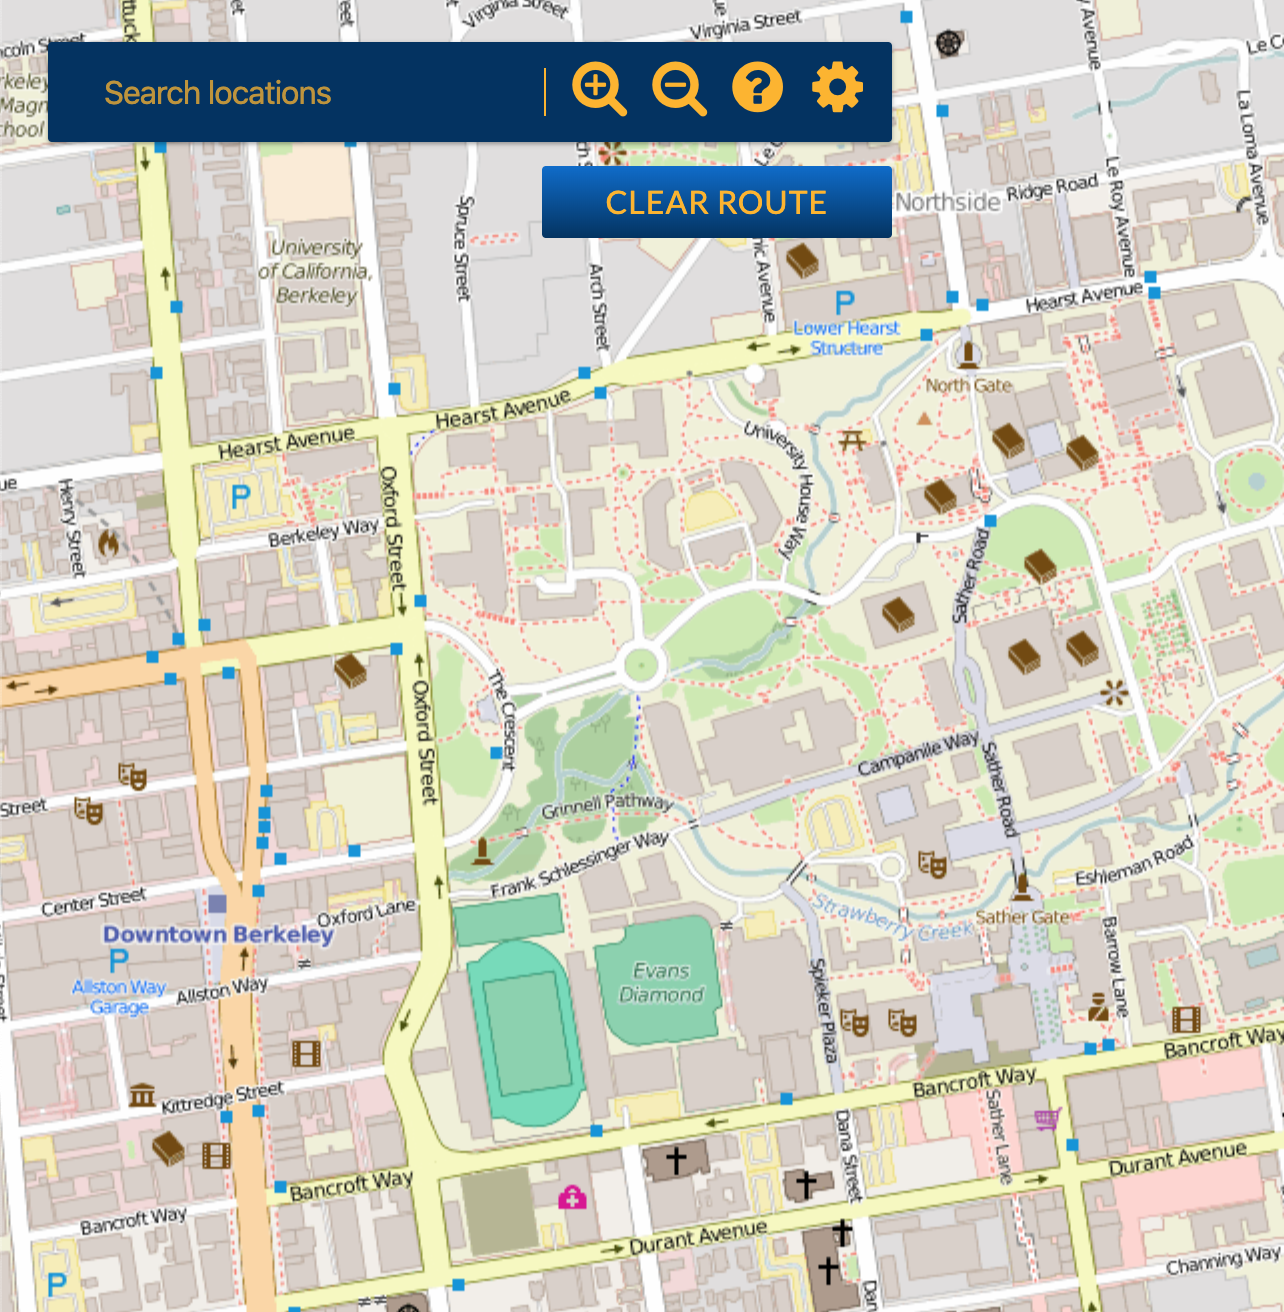 Virginia Street
Virginia Street
Search locations
CLEAR ROUTE
Northside
Ridge Road
Le Roy Avenue
La Loma Avenue
University
of California,
Berkeley
Spruce Street
Arch Street
P
Lower Hearst
Structure
Hearst Avenue
North Gate
Hearst Avenue
Hearst Avenue
University House Way
Oxford Street
P
Henry Street
Berkeley Way
Sather Road
The Crescent
Oxford Street
Campanile Way
Sather Road
Grinnell Pathway
Street
Frank Schlessinger Way
Eshleman Road
Center Street
Oxford Lane
Strawberry Creek
Sather Gate
Downtown Berkeley
P
Allston Way
Garage
Allston Way
Evans
Diamond
Spieker Plaza
Barrow Lane
Bancroft Way
Bancroft Way
Kittredge Street
Sather Lane
Dana Street
Durant Avenue
Bancroft Way
Bancroft Way
Durant Avenue
Channing Way
P